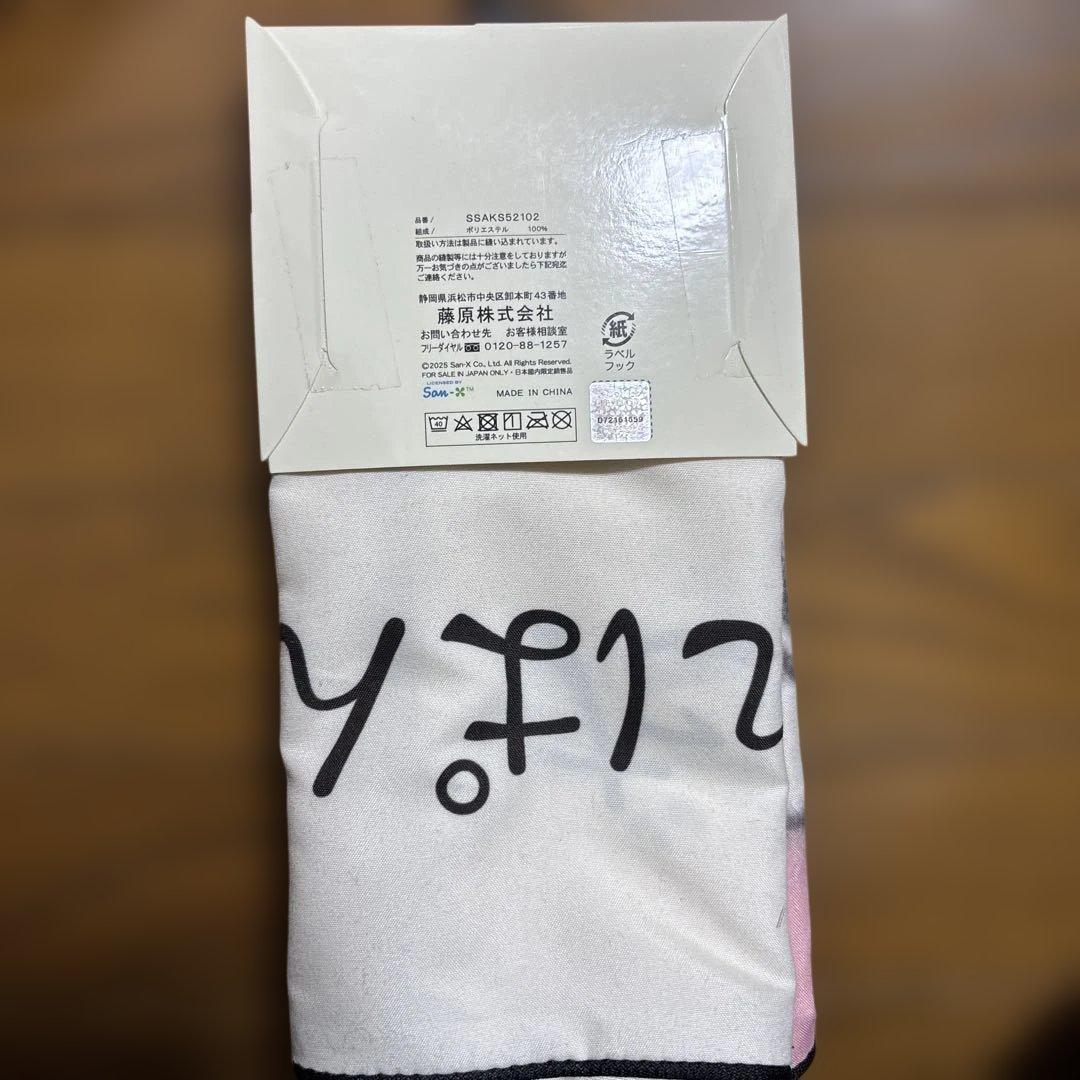 品番/ SSAKS52102
組成/ ポリエステル 100%
取扱い方法は製品に縫い込まれています。
商品の縫製等には十分注意をしておりますが
万一お気づきの点がございましたら下記宛迄
ご連絡ください。
静岡県浜松市中央区卸本町43番地
藤原株式会社
お問い合わせ先 お客様相談室
フリーダイヤル 0120-88-1257
©2025 San-X Co., Ltd. All Rights Reserved.
FOR SALE IN JAPAN ONLY・日本国内限定銷售品
LICENSED BY
San-X™ MADE IN CHINA
40
洗濯ネット使用
紙
ラベル
フック
D72161559